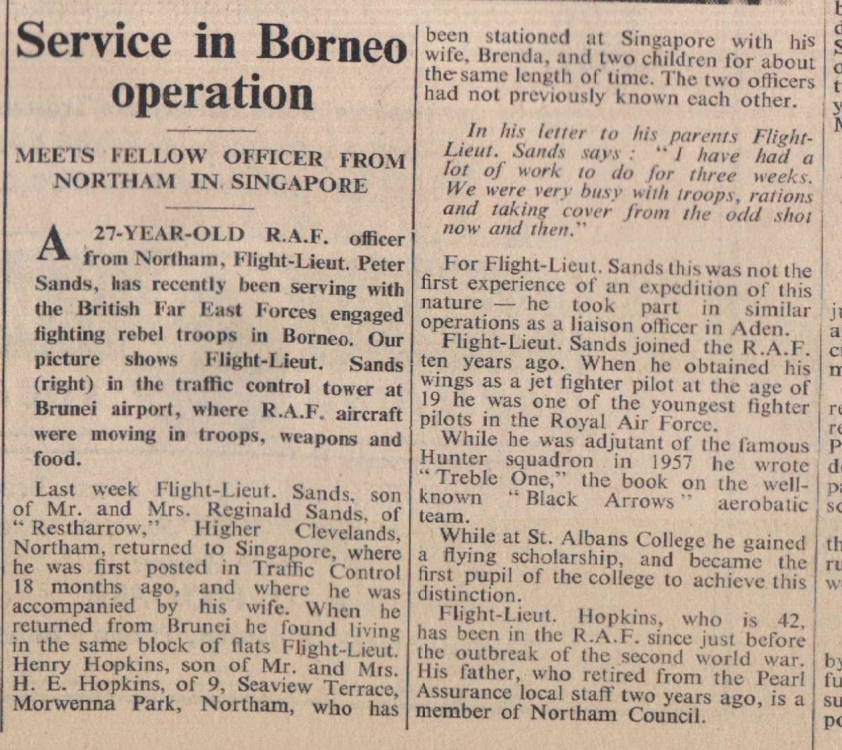 Service in Borneo
operation
MEETS FELLOW OFFICER FROM
NORTHAM IN SINGAPORE
A 27-YEAR-OLD R.A.F. officer
from Northam, Flight-Lieut. Peter
Sands, has recently been serving with
the British Far East Forces engaged
fighting rebel troops in Borneo. Our
picture shows Flight-Lieut. Sands
(right) in the traffic control tower at
Brunei airport, where R.A.F. aircraft
were moving in troops, weapons and
food.
Last week Flight-Lieut. Sands, son
of Mr. and Mrs. Reginald Sands, of
“Restharrow,” Higher Clevelands,
Northam, returned to Singapore, where
he was first posted in Traffic Control
18 months ago, and where he was
accompanied by his wife. When he
returned from Brunei he found living
in the same block of flats Flight-Lieut.
Henry Hopkins, son of Mr. and Mrs.
H. E. Hopkins, of 9, Seaview Terrace,
Morwenna Park, Northam, who has
been stationed at Singapore with his
wife, Brenda, and two children for about
the same length of time. The two officers
had not previously known each other.
In his letter to his parents Flight-
Lieut. Sands says: “I have had a
lot of work to do for three weeks.
We were very busy with troops, rations
and taking cover from the odd shot
now and then.”
For Flight-Lieut. Sands this was not the
first experience of an expedition of this
nature — he took part in similar
operations as a liaison officer in Aden.
Flight-Lieut. Sands joined the R.A.F.
ten years ago. When he obtained his
wings as a jet fighter pilot at the age of
19 he was one of the youngest fighter
pilots in the Royal Air Force.
While he was adjutant of the famous
Hunter squadron in 1957 he wrote
“Treble One,” the book on the well-
known “Black Arrows” aerobatic
team.
While at St. Albans College he gained
a flying scholarship, and became the
first pupil of the college to achieve this
distinction.
Flight-Lieut. Hopkins, who is 42,
has been in the R.A.F. since just before
the outbreak of the second world war.
His father, who retired from the Pearl
Assurance local staff two years ago, is a
member of Northam Council.